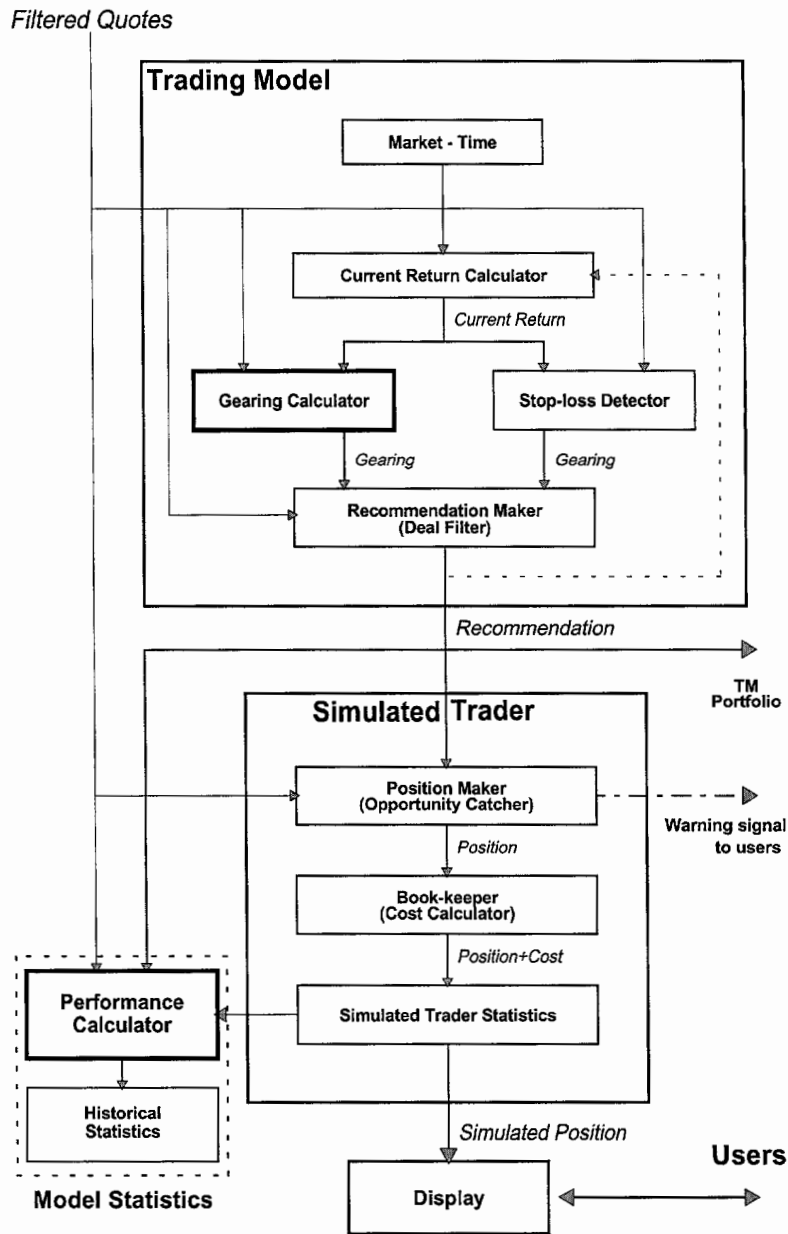 Filtered Quotes
Trading Model
Market - Time
Current Return Calculator
Current Return
Gearing Calculator
Stop-loss Detector
Gearing
Gearing
Recommendation Maker
(Deal Filter)
Recommendation
TM
Portfolio
Simulated Trader
Position Maker
(Opportunity Catcher)
Warning signal
to users
Position
Book-keeper
(Cost Calculator)
Position+Cost
Performance
Calculator
Simulated Trader Statistics
Historical
Statistics
Model Statistics
Simulated Position
Users
Display